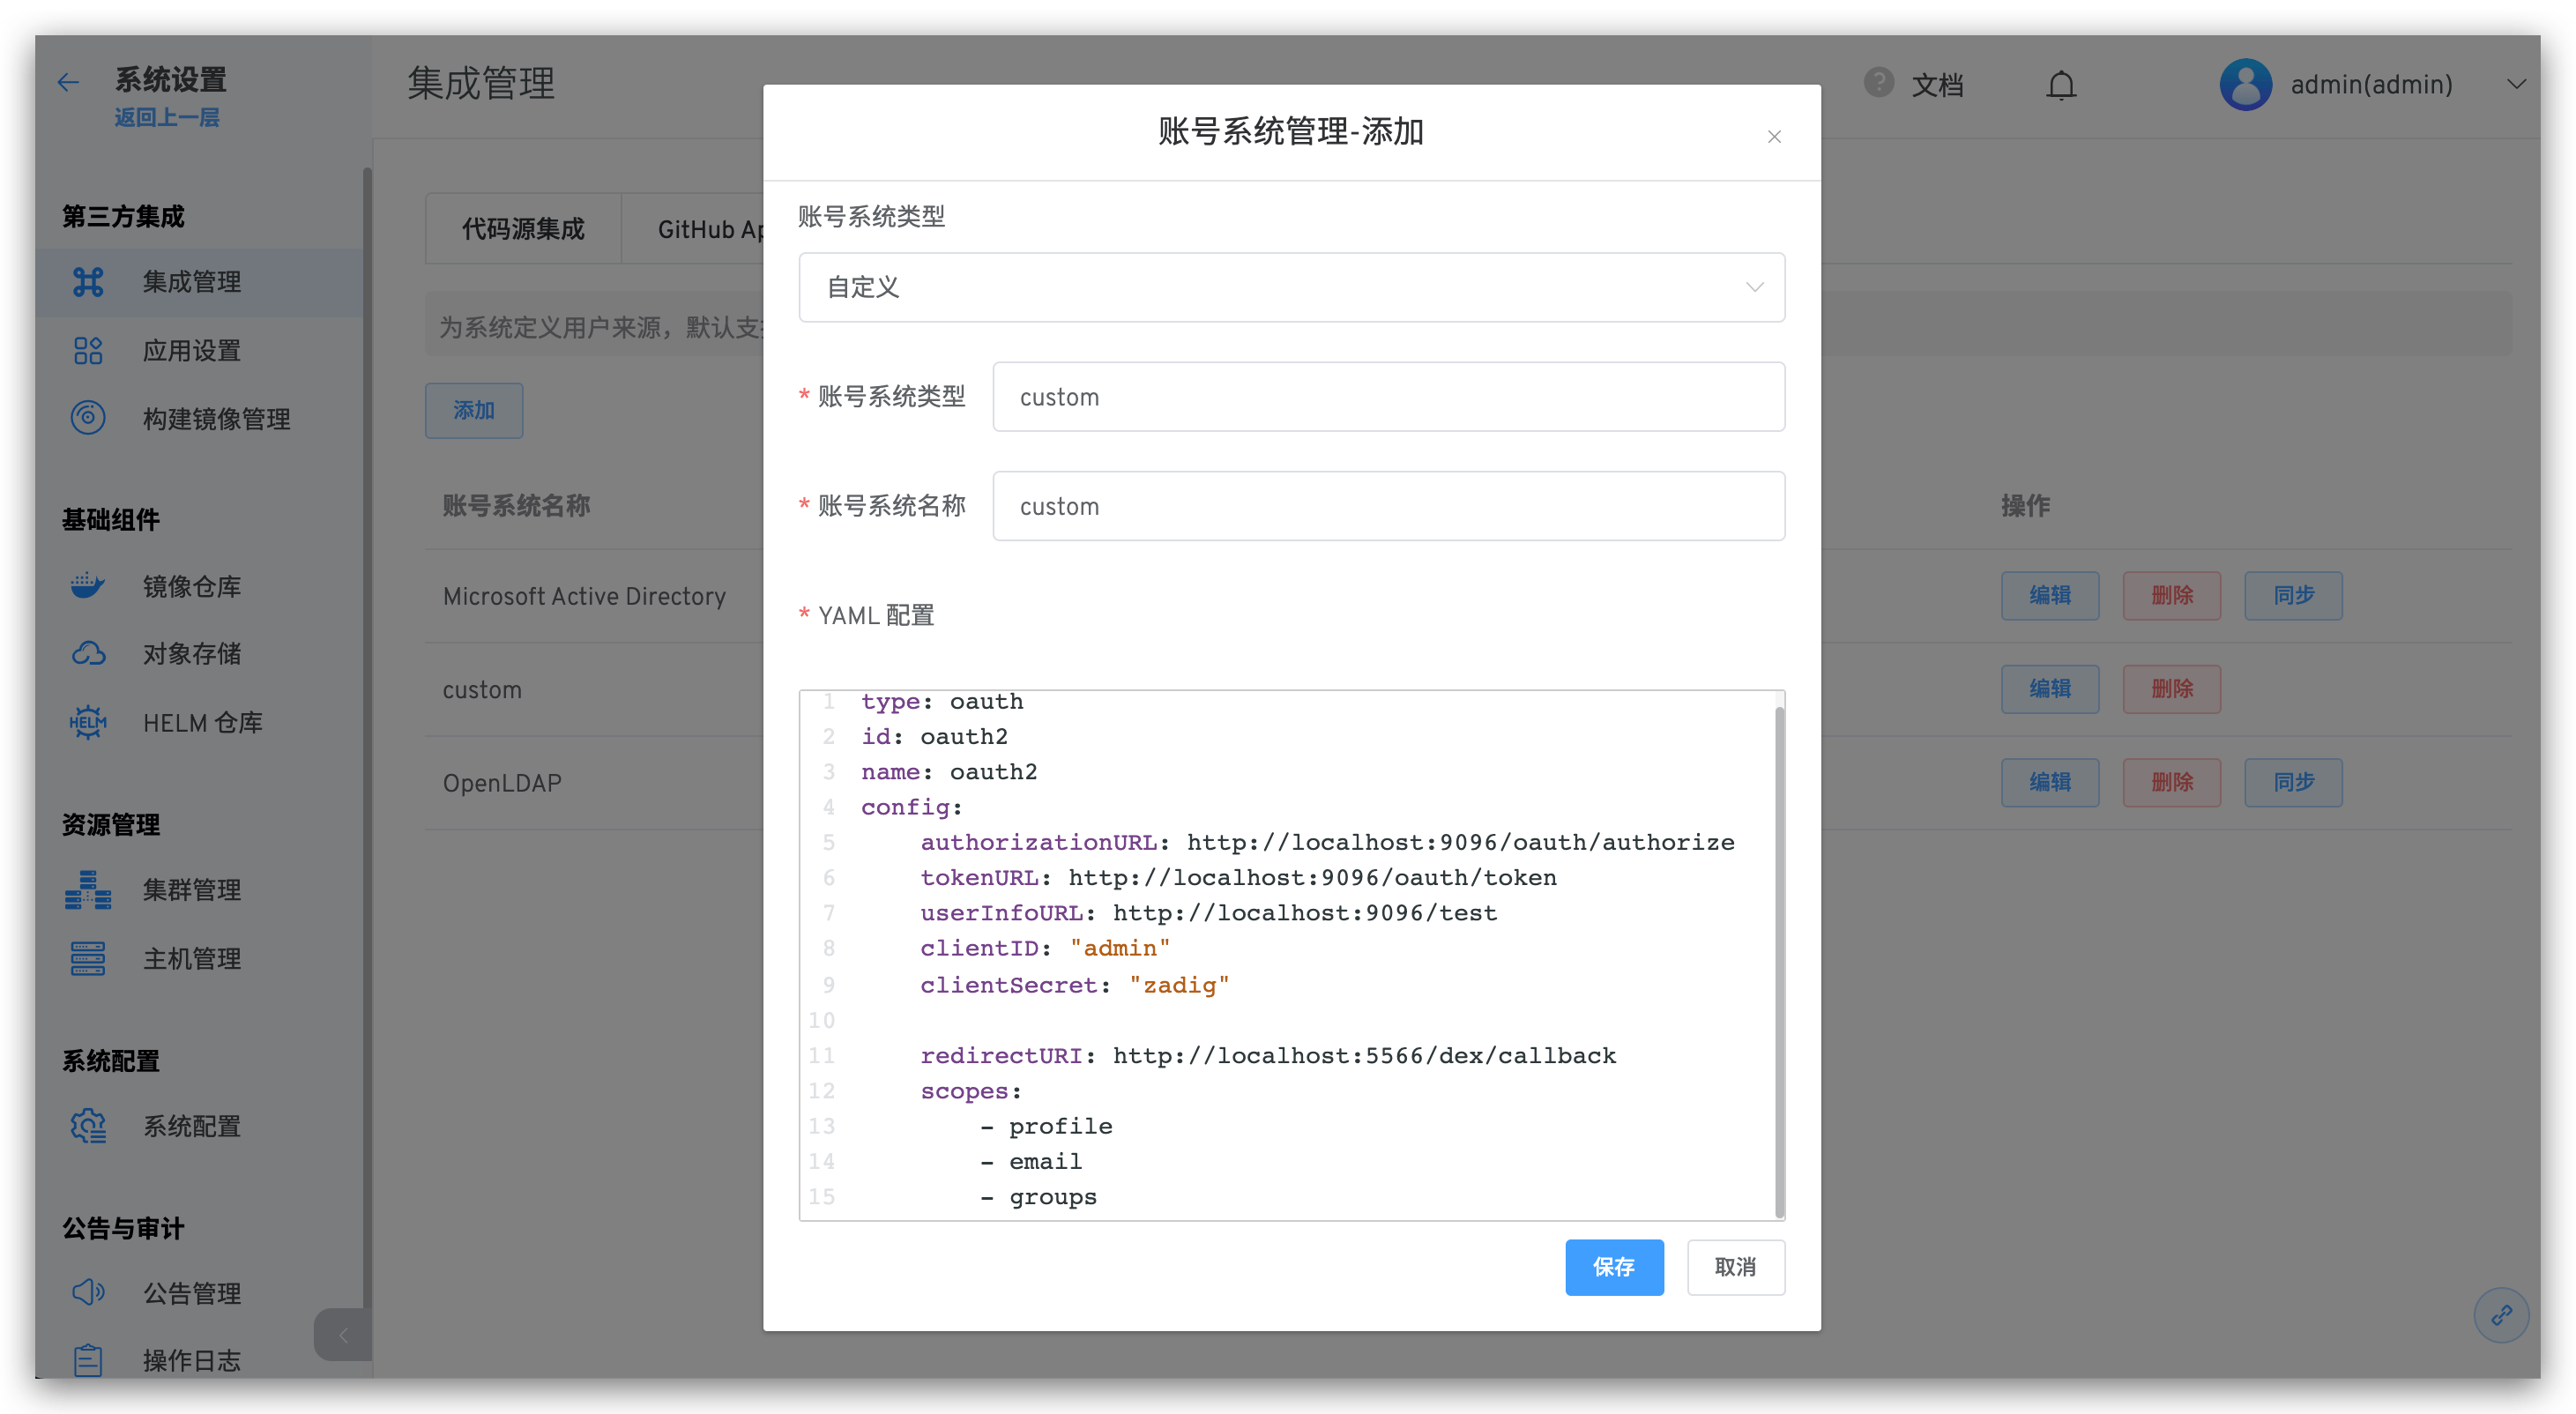 系统设置
返回上一层
第三方集成
集成管理
应用设置
构建镜像管理
基础组件
镜像仓库
对象存储
HELM
HELM 仓库
资源管理
集群管理
主机管理
系统配置
系统配置
公告与审计
公告管理
操作日志
集成管理
? 文档
admin(admin)
代码源集成
GitHub Ap
为系统定义用户来源，默认支
添加
账号系统名称
操作
Microsoft Active Directory
编辑 删除 同步
custom
编辑 删除
OpenLDAP
编辑 删除 同步
账号系统管理-添加
账号系统类型
自定义
* 账号系统类型 custom
* 账号系统名称 custom
* YAML 配置
1 type: oauth
2 id: oauth2
3 name: oauth2
4 config:
5 authorizationURL: http://localhost:9096/oauth/authorize
6 tokenURL: http://localhost:9096/oauth/token
7 userInfoURL: http://localhost:9096/test
8 clientID: "admin"
9 clientSecret: "zadig"
10
11 redirectURI: http://localhost:5566/dex/callback
12 scopes:
13 - profile
14 - email
15 - groups
保存 取消